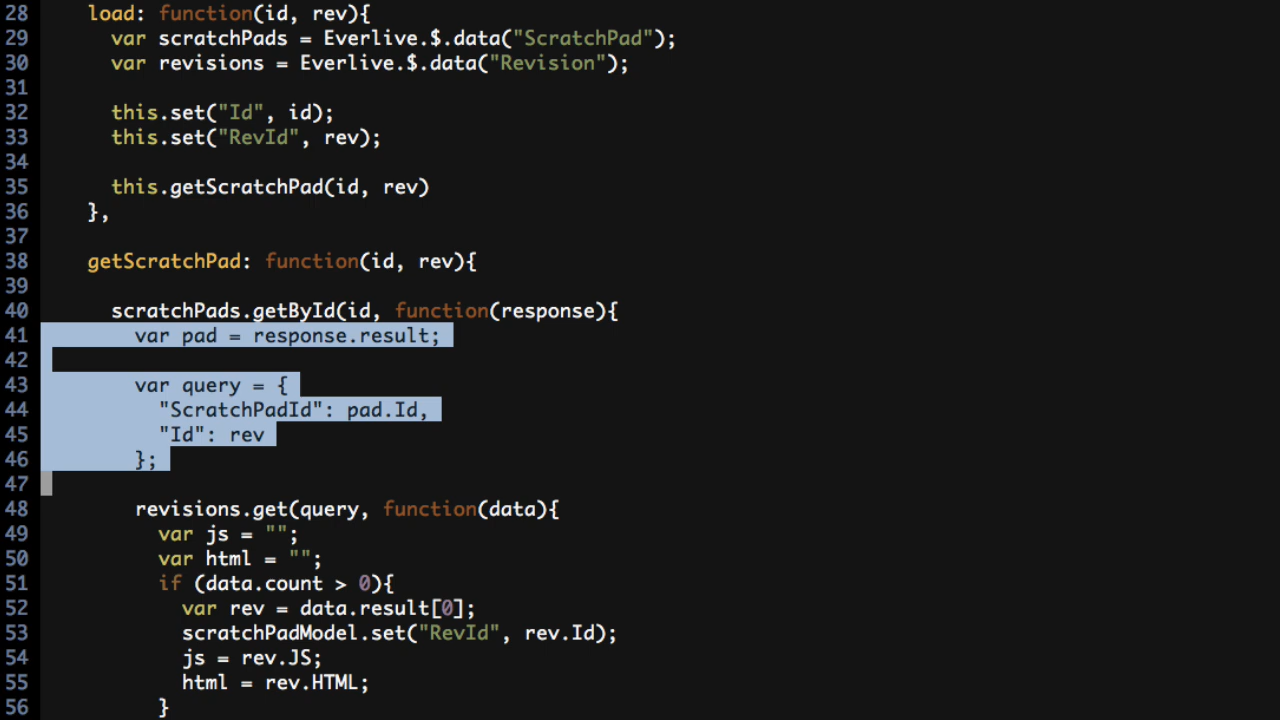 28 load: function(id, rev){
29 var scratchPads = Everlive.$.data("ScratchPad");
30 var revisions = Everlive.$.data("Revision");
31
32 this.set("Id", id);
33 this.set("RevId", rev);
34
35 this.getScratchPad(id, rev)
36 },
37
38 getScratchPad: function(id, rev){
39
40 scratchPads.getById(id, function(response){
41 var pad = response.result;
42
43 var query = {
44 "ScratchPadId": pad.Id,
45 "Id": rev
46 };
47
48 revisions.get(query, function(data){
49 var js = "";
50 var html = "";
51 if (data.count > 0){
52 var rev = data.result[0];
53 scratchPadModel.set("RevId", rev.Id);
54 js = rev.JS;
55 html = rev.HTML;
56 }